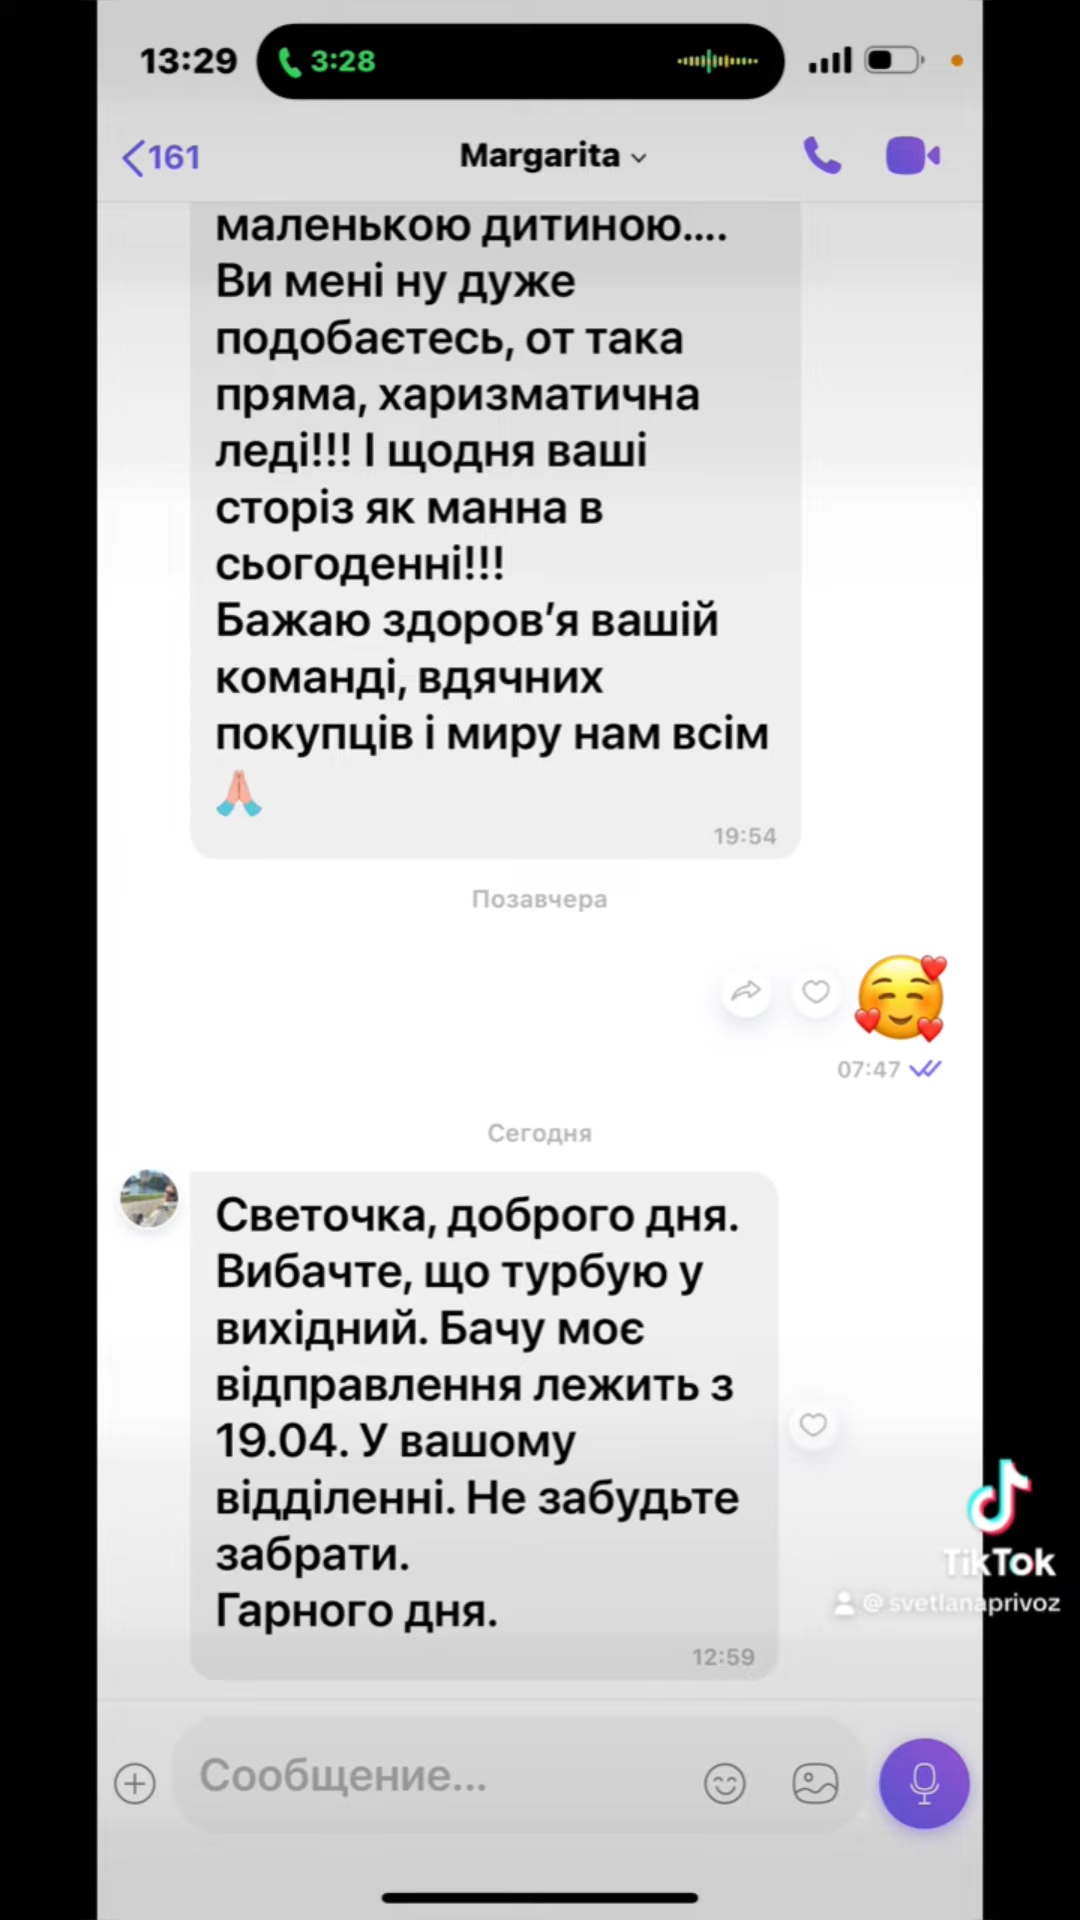 13:29
3:28
161
Margarita
маленькою дитиною....
Ви мені ну дуже
подобаєтесь, от така
пряма, харизматична
леді!!! І щодня ваші
сторіз як манна в
сьогоденні!!!
Бажаю здоров’я вашій
команді, вдячних
покупців і миру нам всім
🙏
19:54
Позавчера
🥰
07:47
Сегодня
Светочка, доброго дня.
Вибачте, що турбую у
вихідний. Бачу моє
відправлення лежить з
19.04. У вашому
відділенні. Не забудьте
забрати.
Гарного дня.
12:59
TikTok
@svetlanaprivoz
Сообщение...